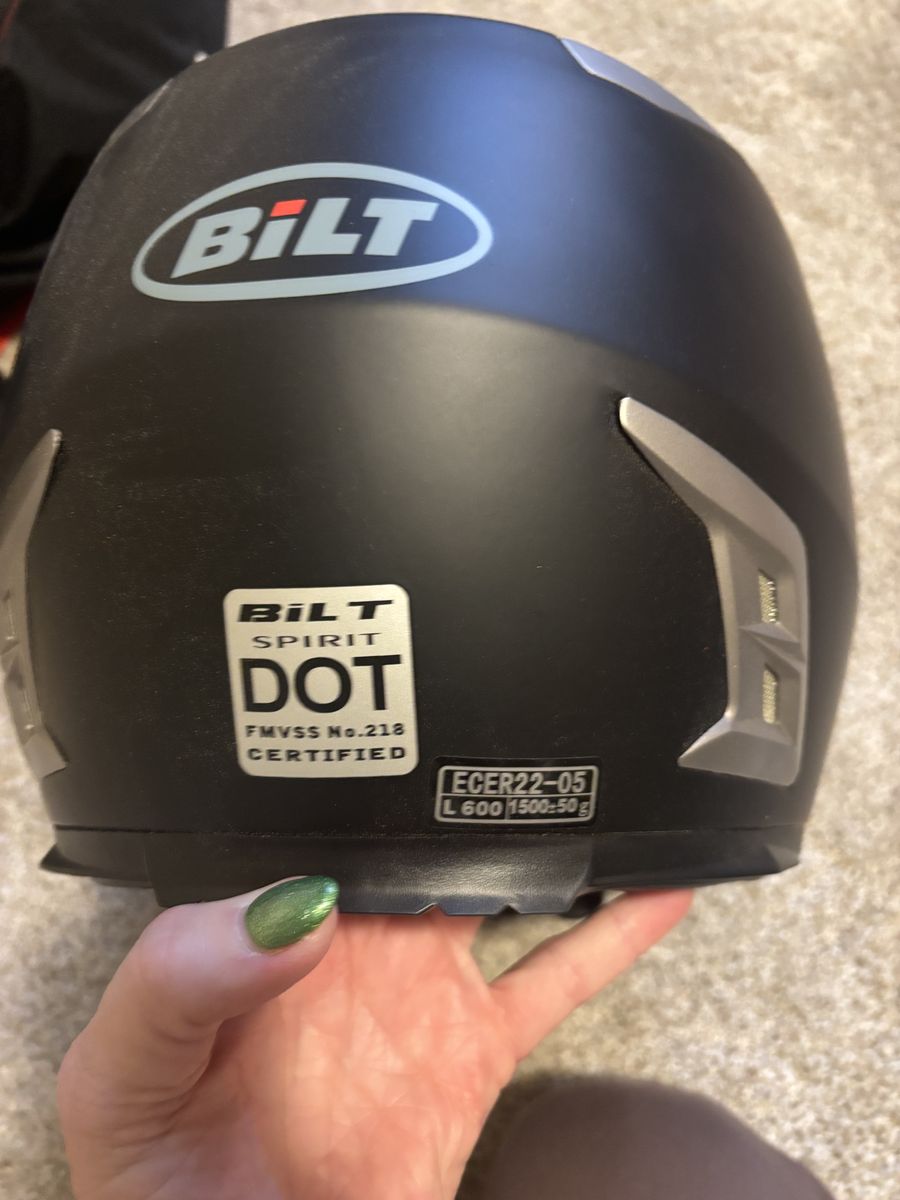 BiLT
BiLT
SPIRIT
DOT
FMVSS No.218
CERTIFIED
ECER22-05
L 600 1500±50g